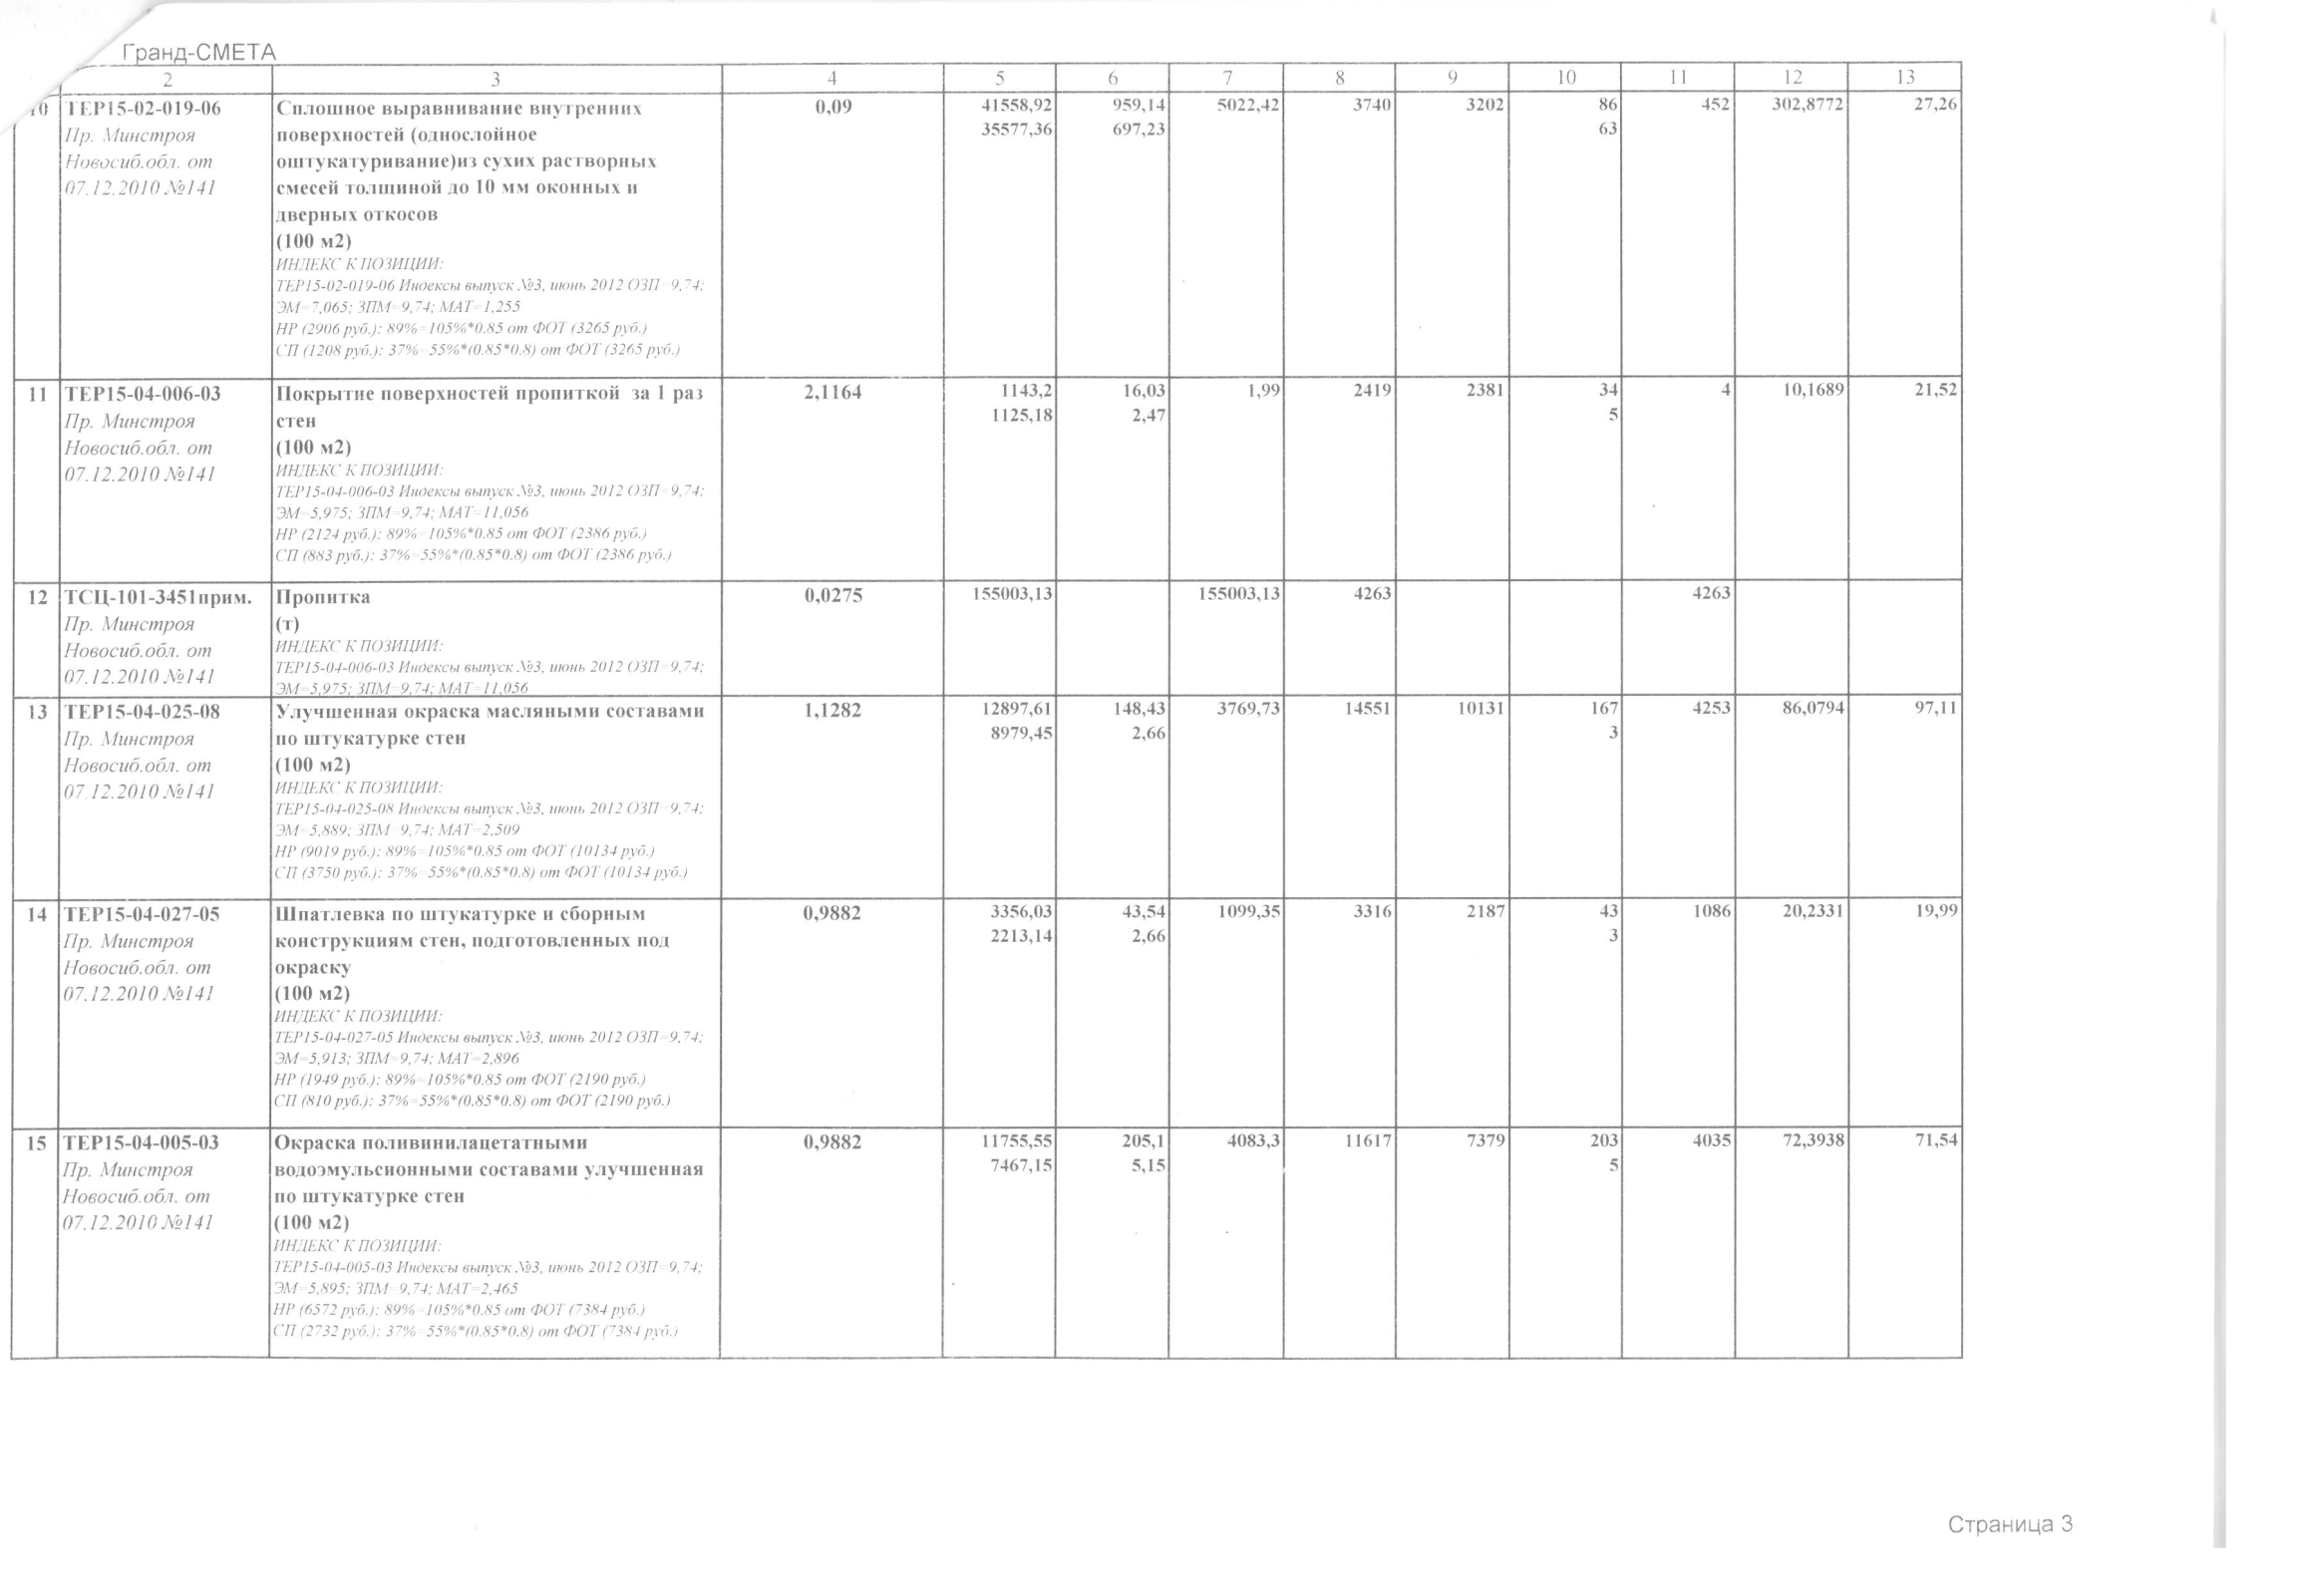 Гранд-СМЕТА
2 3 4 5 6 7 8 9 10 11 12 13
10 ТЕР15-02-019-06 Сплошное выравнивание внутренних 0,09 41558,92 959,14 5022,42 3740 3202 86 452 302,8772 27,26
Пр. Минстроя поверхностей (однослойное 35577,36 697,23 63
Новосиб.обл. от оштукатуривание)из сухих растворных
07.12.2010 №141 смесей толщиной до 10 мм оконных и
дверных откосов
(100 м2)
ИНДЕКС К ПОЗИЦИИ:
ТЕР15-02-019-06 Индексы выпуск №3, июнь 2012 ОЗП=9,74;
ЭМ=7,065; ЗПМ=9,74; МАТ=1,255
НР (2906 руб.): 89%=105%*0.85 от ФОТ (3265 руб.)
СП (1208 руб.): 37%=55%*(0.85*0.8) от ФОТ (3265 руб.)
11 ТЕР15-04-006-03 Покрытие поверхностей пропиткой за 1 раз 2,1164 1143,2 16,03 1,99 2419 2381 34 4 10,1689 21,52
Пр. Минстроя стен 1125,18 2,47 5
Новосиб.обл. от (100 м2)
07.12.2010 №141 ИНДЕКС К ПОЗИЦИИ:
ТЕР15-04-006-03 Индексы выпуск №3, июнь 2012 ОЗП=9,74;
ЭМ=5,975; ЗПМ=9,74; МАТ=11,056
НР (2124 руб.): 89%=105%*0.85 от ФОТ (2386 руб.)
СП (883 руб.): 37%=55%*(0.85*0.8) от ФОТ (2386 руб.)
12 ТСЦ-101-3451прим. Пропитка 0,0275 155003,13 155003,13 4263 4263
Пр. Минстроя (т)
Новосиб.обл. от ИНДЕКС К ПОЗИЦИИ:
07.12.2010 №141 ТЕР15-04-006-03 Индексы выпуск №3, июнь 2012 ОЗП=9,74;
ЭМ=5,975; ЗПМ=9,74; МАТ=11,056
13 ТЕР15-04-025-08 Улучшенная окраска масляными составами 1,1282 12897,61 148,43 3769,73 14551 10131 167 4253 86,0794 97,11
Пр. Минстроя по штукатурке стен 8979,45 2,66 3
Новосиб.обл. от (100 м2)
07.12.2010 №141 ИНДЕКС К ПОЗИЦИИ:
ТЕР15-04-025-08 Индексы выпуск №3, июнь 2012 ОЗП=9,74;
ЭМ=5,889; ЗПМ=9,74; МАТ=2,509
НР (9019 руб.): 89%=105%*0.85 от ФОТ (10134 руб.)
СП (3750 руб.): 37%=55%*(0.85*0.8) от ФОТ (10134 руб.)
14 ТЕР15-04-027-05 Шпатлевка по штукатурке и сборным 0,9882 3356,03 43,54 1099,35 3316 2187 43 1086 20,2331 19,99
Пр. Минстроя конструкциям стен, подготовленных под 2213,14 2,66 3
Новосиб.обл. от окраску
07.12.2010 №141 (100 м2)
ИНДЕКС К ПОЗИЦИИ:
ТЕР15-04-027-05 Индексы выпуск №3, июнь 2012 ОЗП=9,74;
ЭМ=5,913; ЗПМ=9,74; МАТ=2,896
НР (1949 руб.): 89%=105%*0.85 от ФОТ (2190 руб.)
СП (810 руб.): 37%=55%*(0.85*0.8) от ФОТ (2190 руб.)
15 ТЕР15-04-005-03 Окраска поливинилацетатными 0,9882 11755,55 205,1 4083,3 11617 7379 203 4035 72,3938 71,54
Пр. Минстроя водоэмульсионными составами улучшенная 7467,15 5,15 5
Новосиб.обл. от по штукатурке стен
07.12.2010 №141 (100 м2)
ИНДЕКС К ПОЗИЦИИ:
ТЕР15-04-005-03 Индексы выпуск №3, июнь 2012 ОЗП=9,74;
ЭМ=5,895; ЗПМ=9,74; МАТ=2,465
НР (6572 руб.): 89%=105%*0.85 от ФОТ (7384 руб.)
СП (2732 руб.): 37%=55%*(0.85*0.8) от ФОТ (7384 руб.)
Страница 3